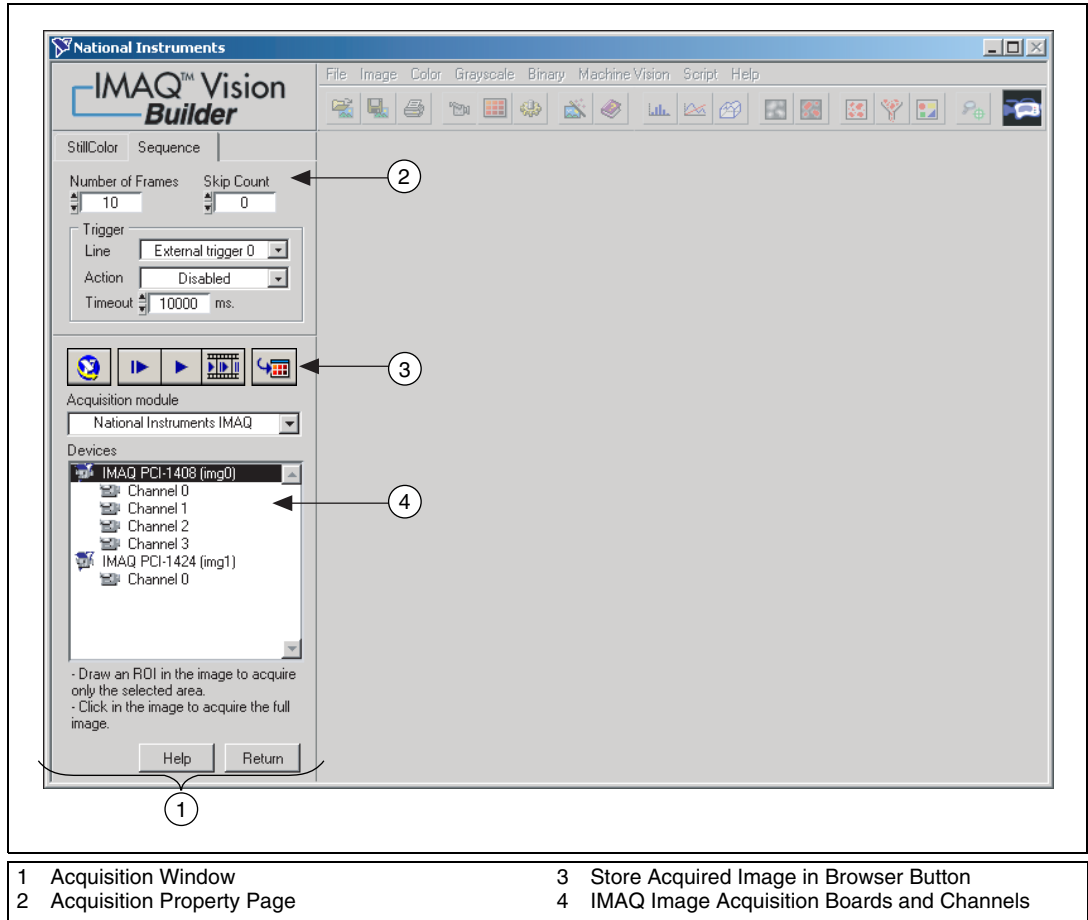 National Instruments
IMAQ™ Vision
Builder
File Image Color Grayscale Binary Machine Vision Script Help
StillColor Sequence
Number of Frames Skip Count
10 0
2
Trigger
Line External trigger 0
Action Disabled
Timeout 10000 ms.
3
Acquisition module
National Instruments IMAQ
Devices
IMAQ PCI-1408 (img0)
Channel 0
4
Channel 1
Channel 2
Channel 3
IMAQ PCI-1424 (img1)
Channel 0
- Draw an ROI in the image to acquire
only the selected area.
- Click in the image to acquire the full
image.
Help Return
1
1 Acquisition Window
2 Acquisition Property Page
3 Store Acquired Image in Browser Button
4 IMAQ Image Acquisition Boards and Channels